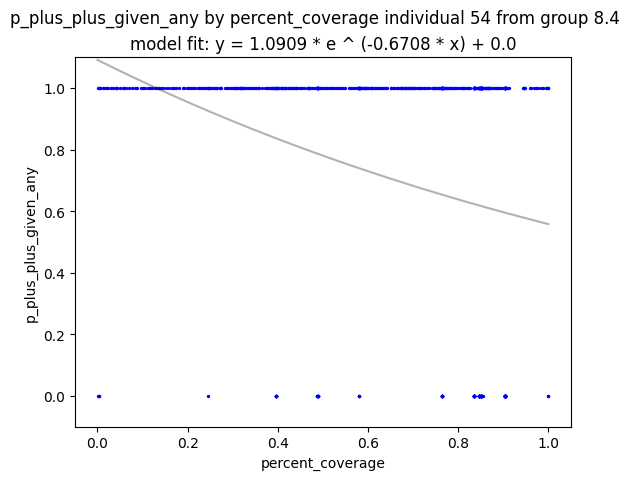 p_plus_plus_given_any by percent_coverage individual 54 from group 8.4
model fit: y = 1.0909 * e ^ (-0.6708 * x) + 0.0
1.0
0.8
0.6
0.4
0.2
0.0
p_plus_plus_given_any
0.0 0.2 0.4 0.6 0.8 1.0
percent_coverage